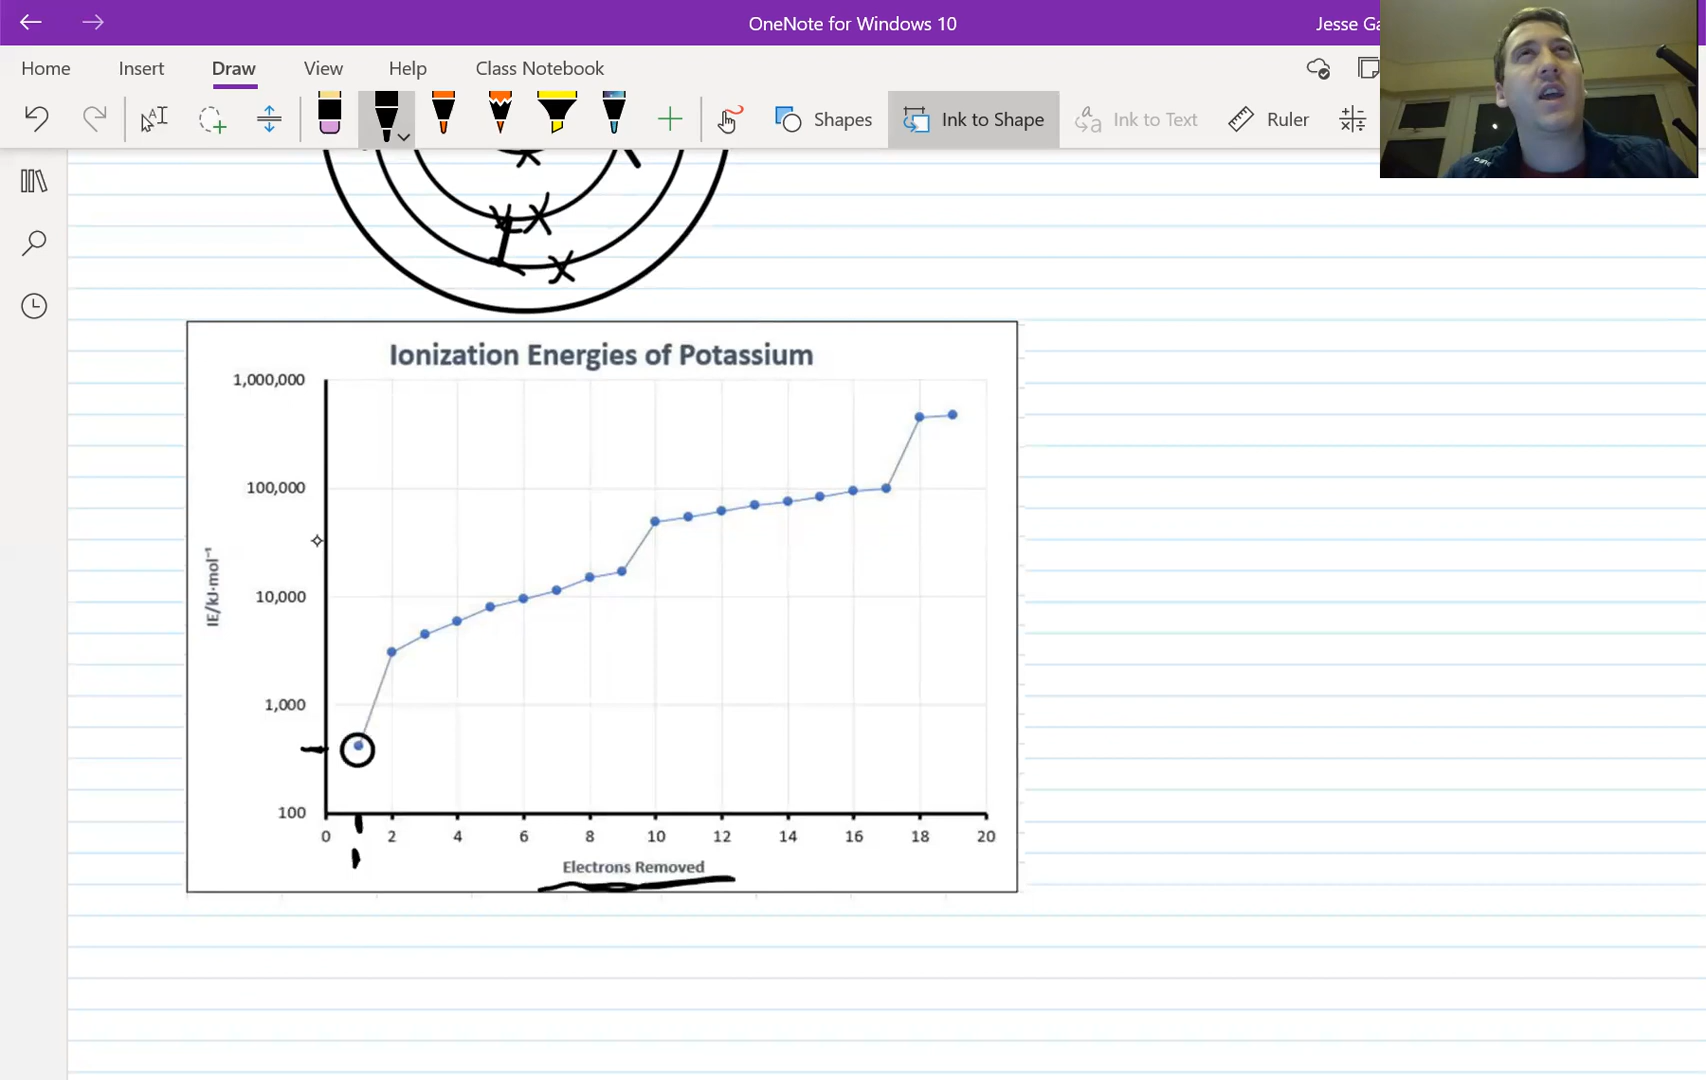 OneNote for Windows 10
Jesse Ga
Home Insert Draw View Help Class Notebook
Shapes Ink to Shape Ink to Text Ruler
Ionization Energies of Potassium
1,000,000
100,000
10,000
1,000
100
IE/kJ·mol⁻¹
0 2 4 6 8 10 12 14 16 18 20
Electrons Removed